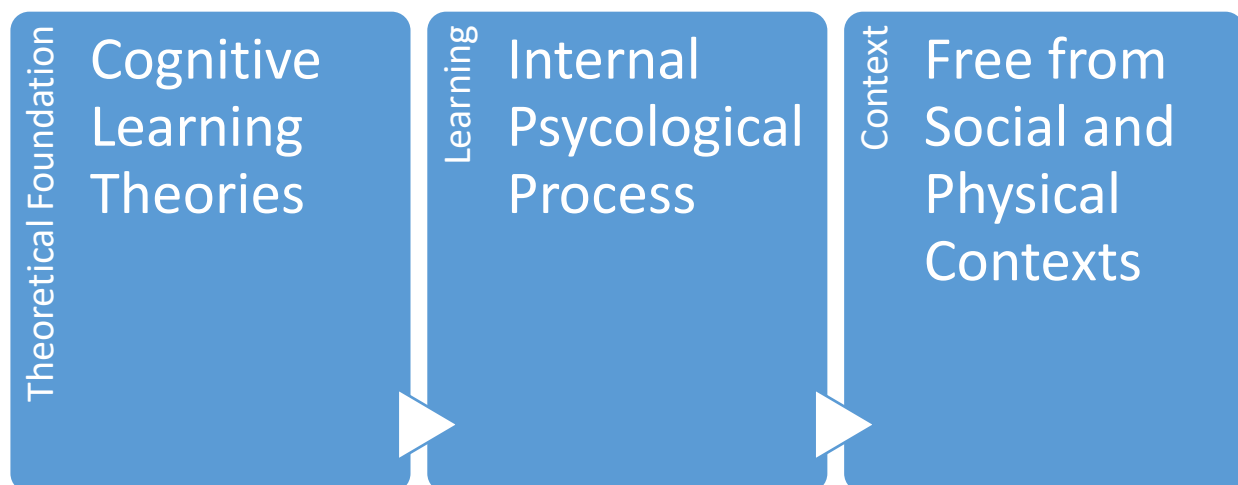 Theoretical Foundation
Cognitive
Learning
Theories
Learning
Internal
Psycological
Process
Context
Free from
Social and
Physical
Contexts